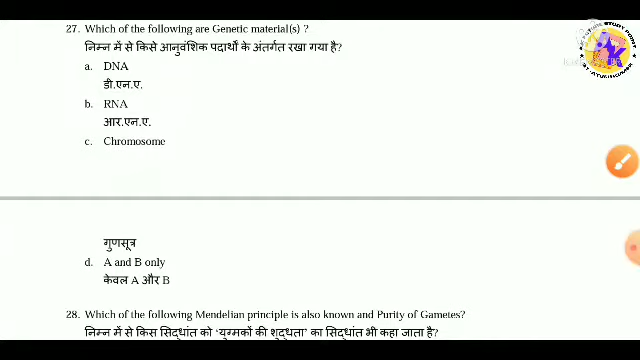 27. Which of the following are Genetic material(s) ?
निम्न में से किसे आनुवंशिक पदार्थों के अंतर्गत रखा गया है?
a. DNA
डी.एन.ए.
b. RNA
आर.एन.ए.
c. Chromosome
गुणसूत्र
d. A and B only
केवल A और B
28. Which of the following Mendelian principle is also known and Purity of Gametes?
निम्न में से किस सिद्धांत को ‘युग्मकों की शुद्धता’ का सिद्धांत भी कहा जाता है?